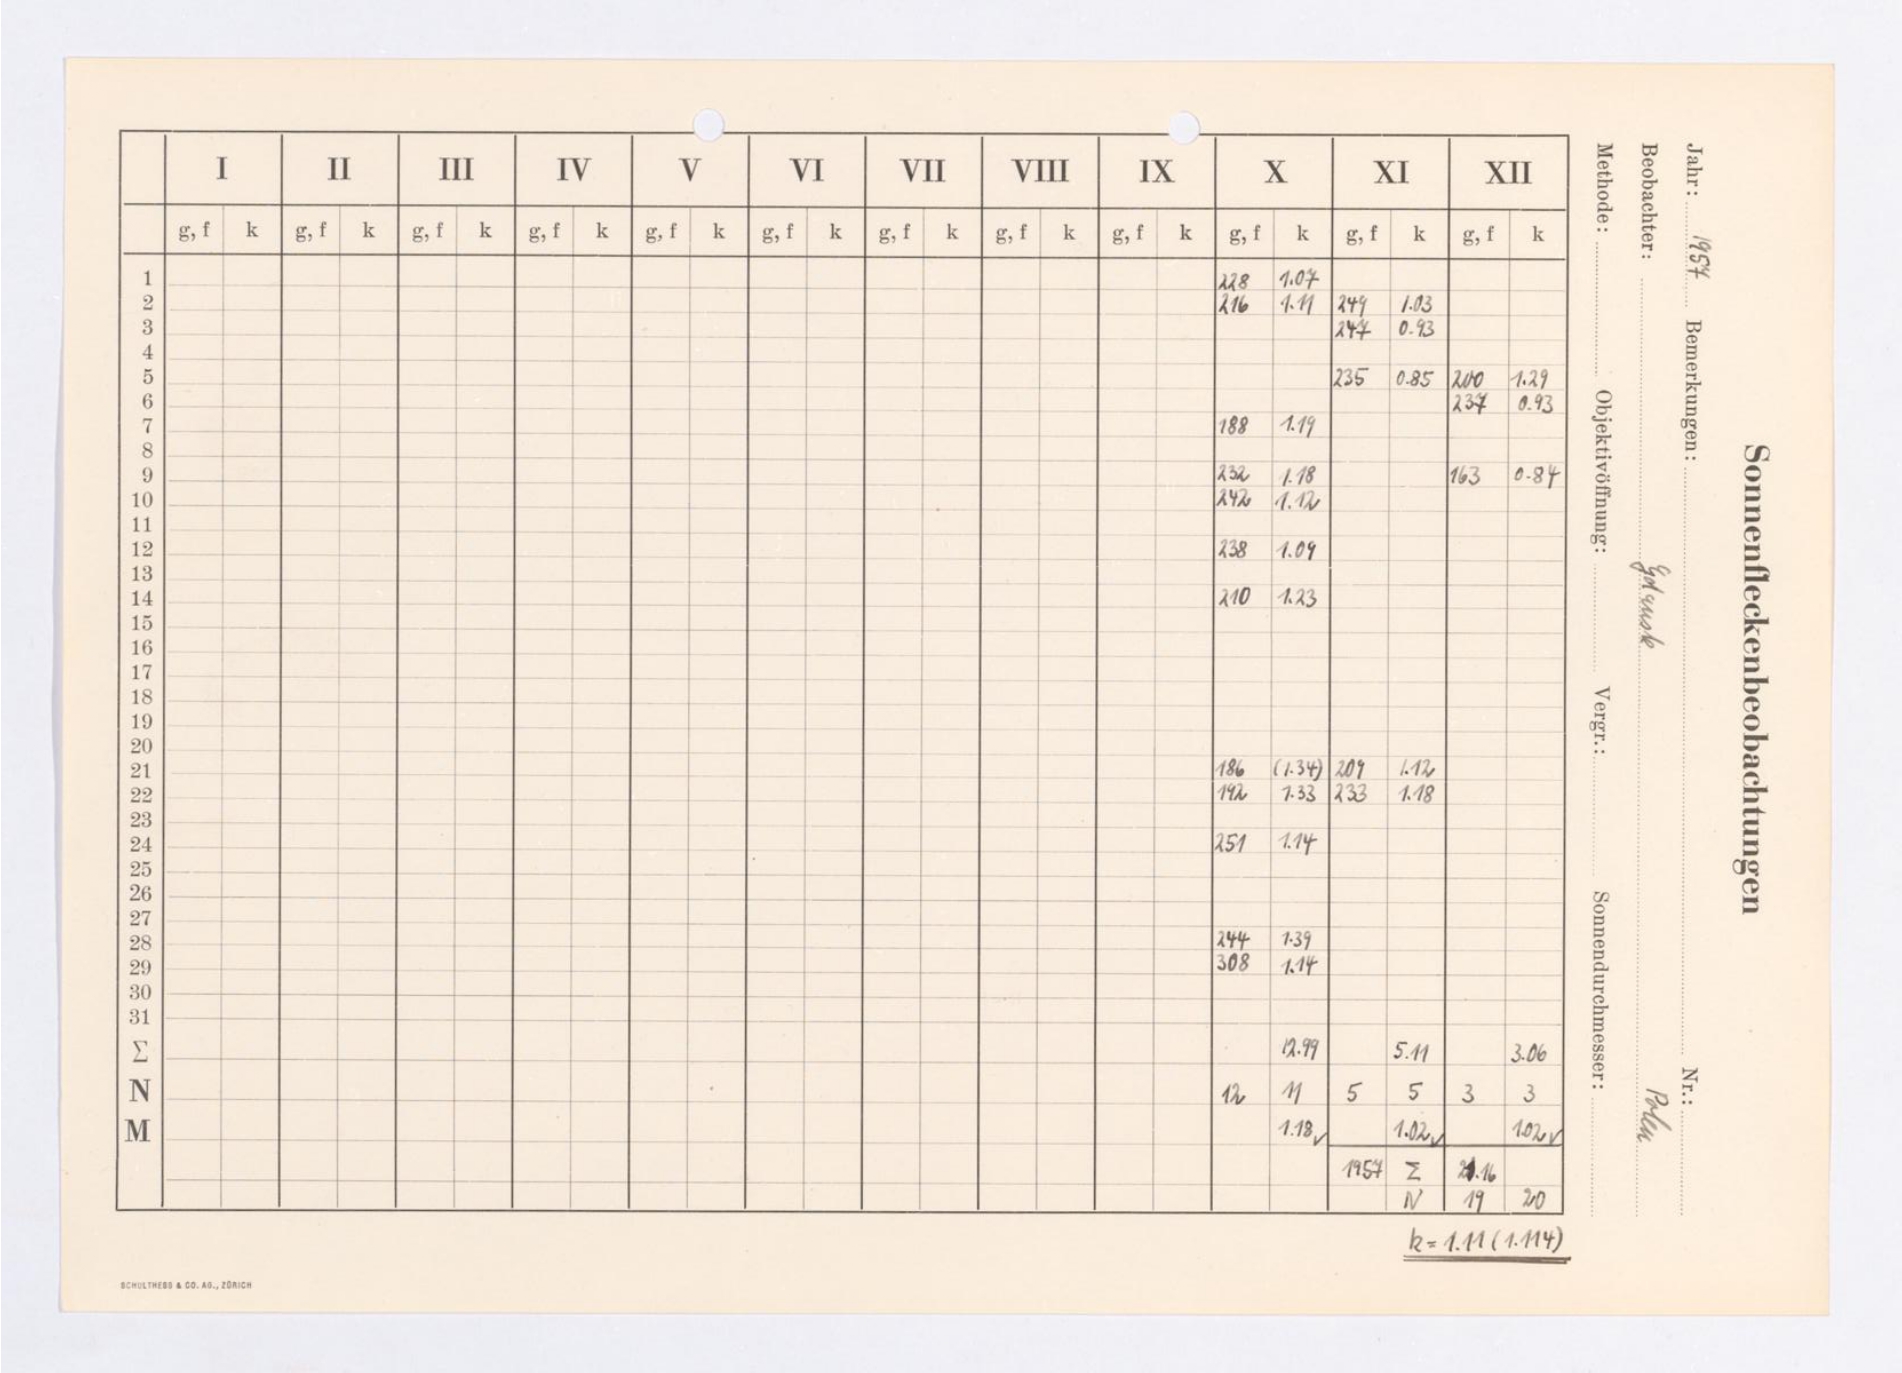 Sonnenfleckenbeobachtungen
Jahr: 1957 Bemerkungen: Nr.:
Beobachter: Gdańsk Polen
Methode: Objektivöffnung: Vergr.: Sonnendurchmesser:
I II III IV V VI VII VIII IX X XI XII
g, f k g, f k g, f k g, f k g, f k g, f k g, f k g, f k g, f k g, f k g, f k g, f k
1 228 1.07
2 216 1.11 249 1.03
3 247 0.93
4
5 235 0.85 200 1.29
6 237 0.93
7 188 1.19
8
9 232 1.18 163 0.84
10 242 1.12
11
12 238 1.09
13
14 210 1.23
15
16
17
18
19
20
21 186 (1.34) 209 1.12
22 192 1.33 233 1.18
23
24 251 1.14
25
26
27
28 244 1.39
29 308 1.14
30
31
Σ 12.99 5.11 3.06
N 12 11 5 5 3 3
M 1.18✓ 1.02✓ 1.02✓
1957 Σ 21.16
N 19 20
k = 1.11 (1.114)
SCHULTHESS & CO. AG., ZÜRICH